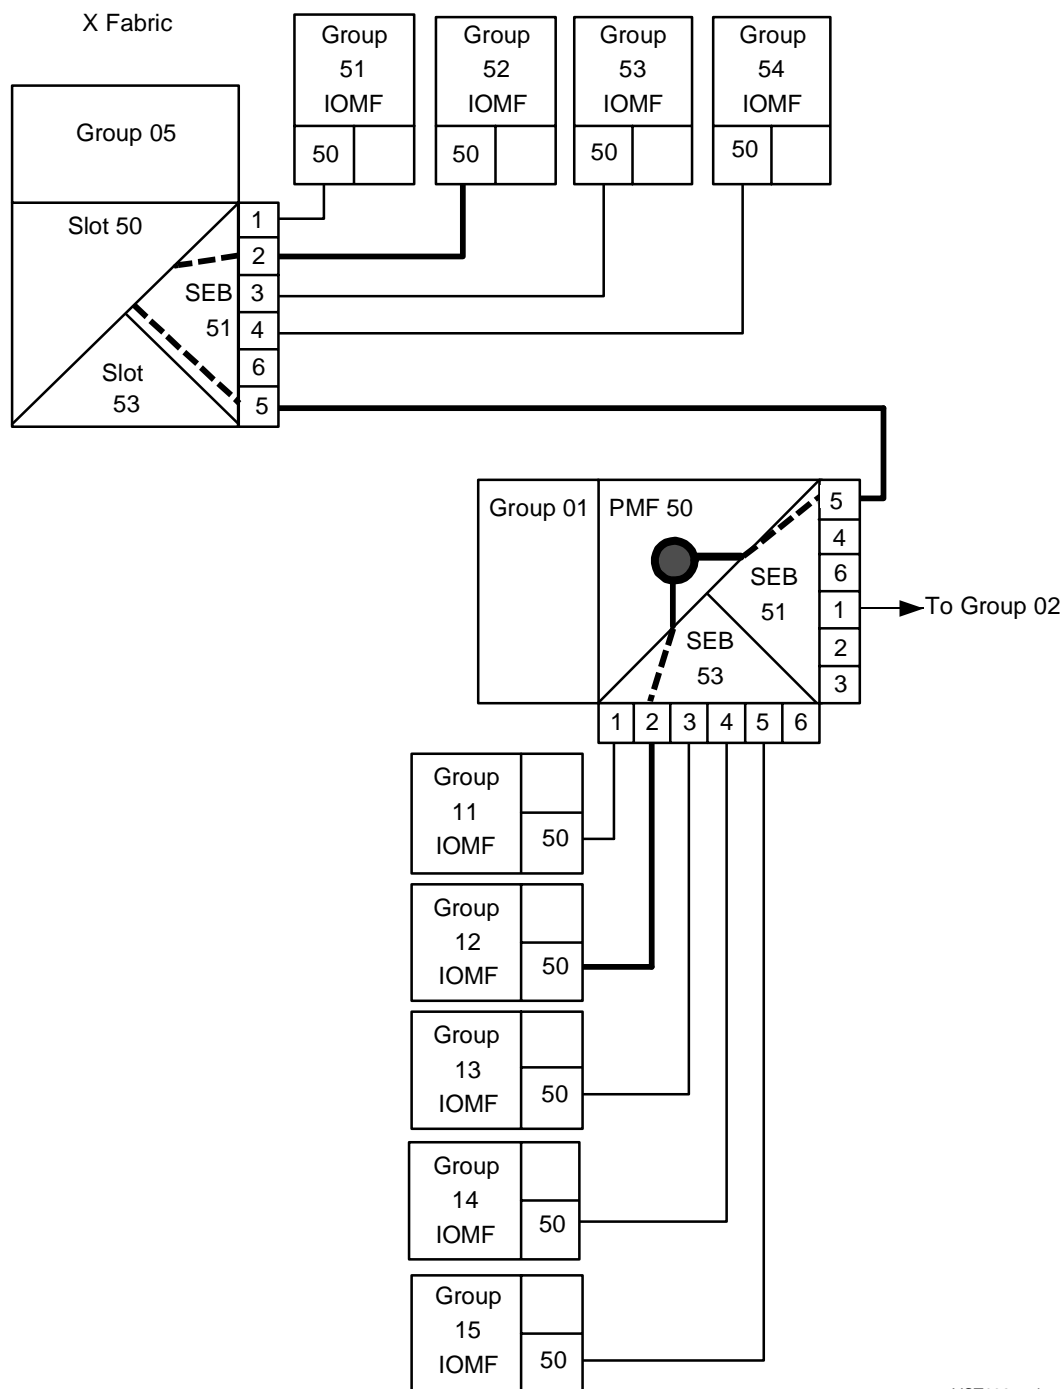 X Fabric
Group
51
IOMF
50
Group
52
IOMF
50
Group
53
IOMF
50
Group
54
IOMF
50
Group 05
Slot 50
SEB
51
Slot
53
1
2
3
4
6
5
Group 01
PMF 50
SEB
51
SEB
53
5
4
6
1
2
3
To Group 02
1 2 3 4 5 6
Group
11
IOMF
50
Group
12
IOMF
50
Group
13
IOMF
50
Group
14
IOMF
50
Group
15
IOMF
50